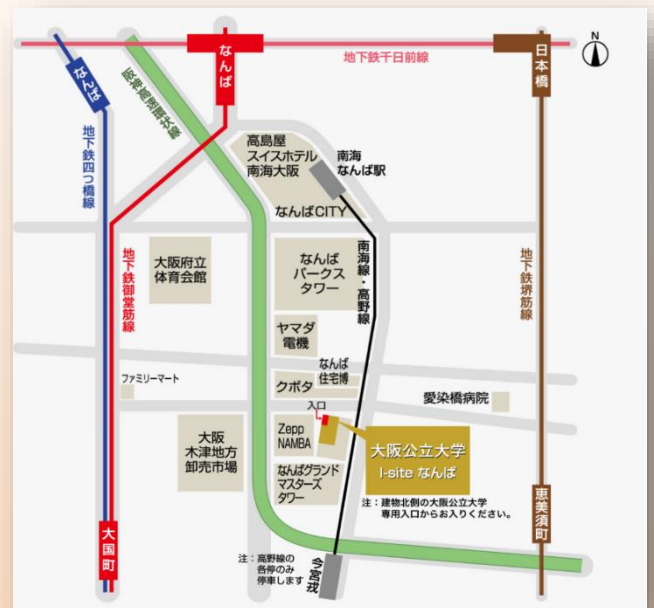 なんば
なんば
日本橋
地下鉄千日前線
N
阪神高速環状線
地下鉄四つ橋線
高島屋
スイスホテル
南海大阪
南海
なんば駅
なんばCITY
地下鉄御堂筋線
大阪府立
体育会館
なんば
パークス
タワー
南海線・高野線
地下鉄堺筋線
ヤマダ
電機
なんば
住宅博
クボタ
ファミリーマート
入口
愛染橋病院
大阪
木津地方
卸売市場
Zepp
NAMBA
大阪公立大学
I-site なんば
なんばグランド
マスターズ
タワー
注：建物北側の大阪公立大学
専用入口からお入りください。
大国町
恵美須町
注：高野線の
各停のみ
停車します
今宮戎